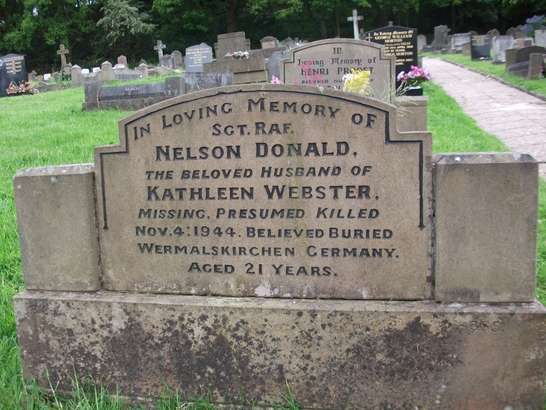 In Loving Memory of
Sgt. RAF.
Nelson Donald,
the beloved Husband of
Kathleen Webster,
Missing, Presumed Killed
Nov. 4: 1944. Believed Buried
Wermalskirchen Germany.
Aged 21 Years.
IN
Loving Memory of
Henri Proost